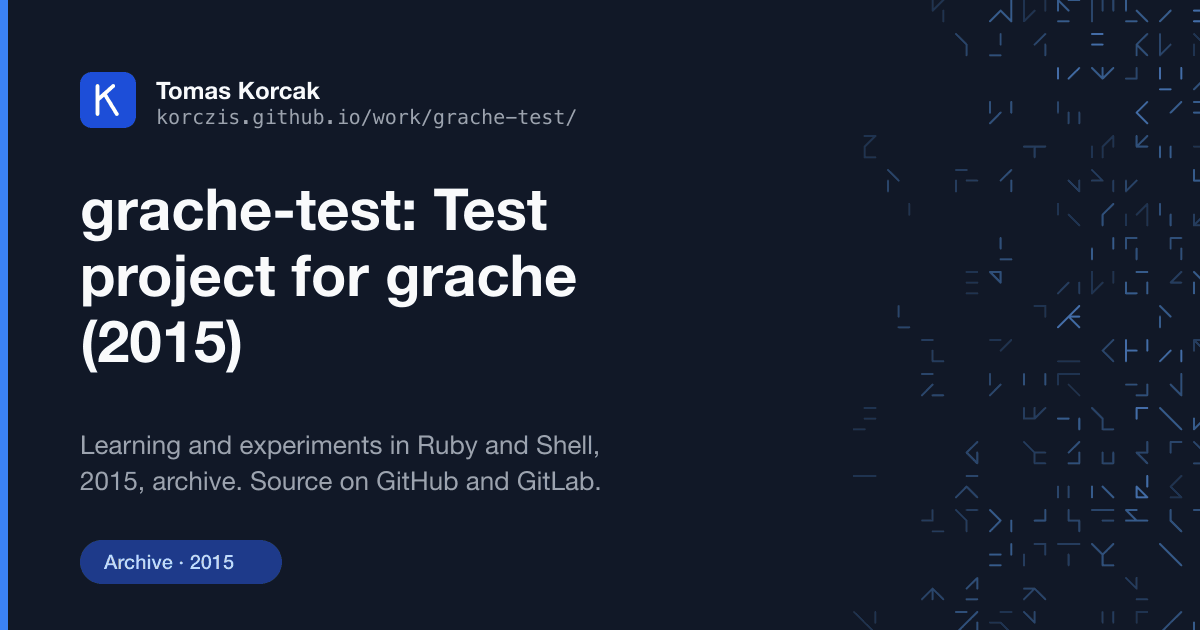 K
Tomas Korcak
korczis.github.io/work/grache-test/
grache-test: Test
project for grache
(2015)
Learning and experiments in Ruby and Shell,
2015, archive. Source on GitHub and GitLab.
Archive · 2015